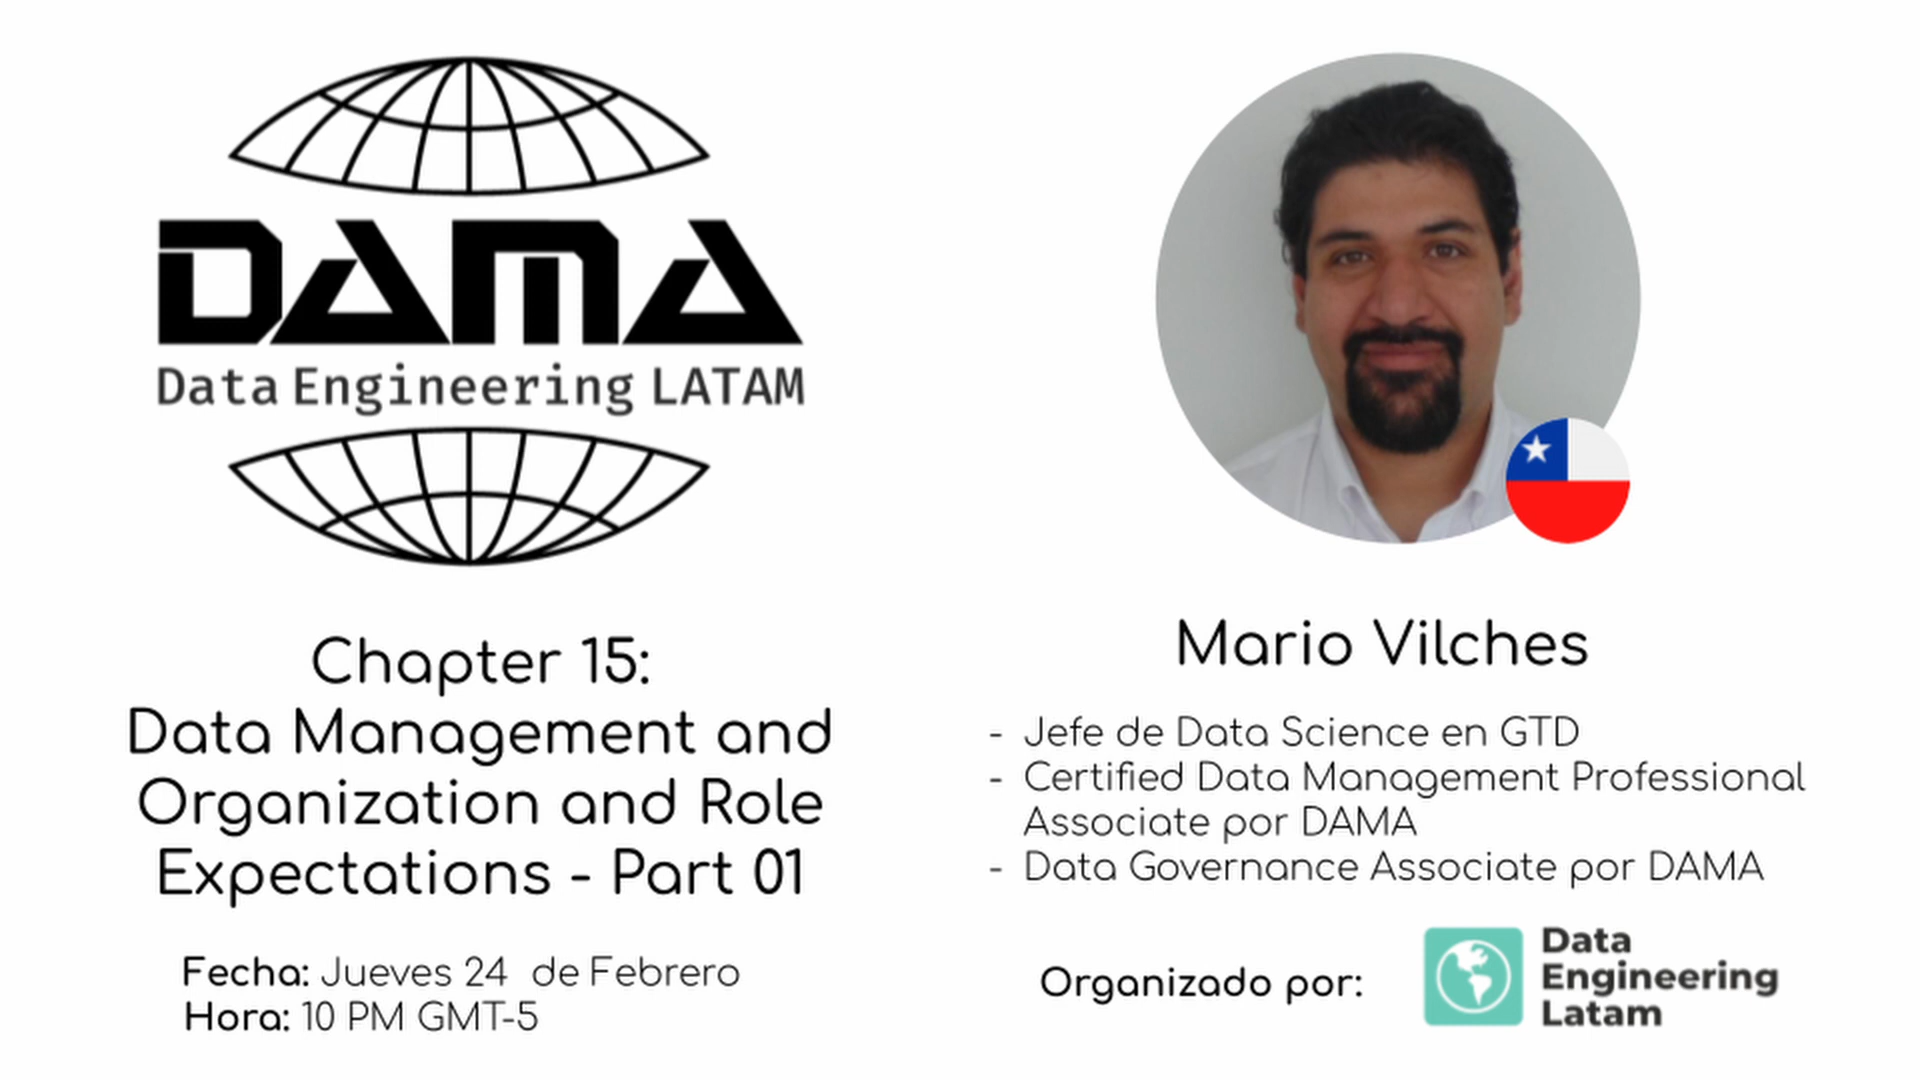 DAMA
Data Engineering LATAM
Chapter 15:
Data Management and
Organization and Role
Expectations - Part 01
Fecha: Jueves 24 de Febrero
Hora: 10 PM GMT-5
Mario Vilches
- Jefe de Data Science en GTD
- Certified Data Management Professional
Associate por DAMA
- Data Governance Associate por DAMA
Organizado por:
Data
Engineering
Latam